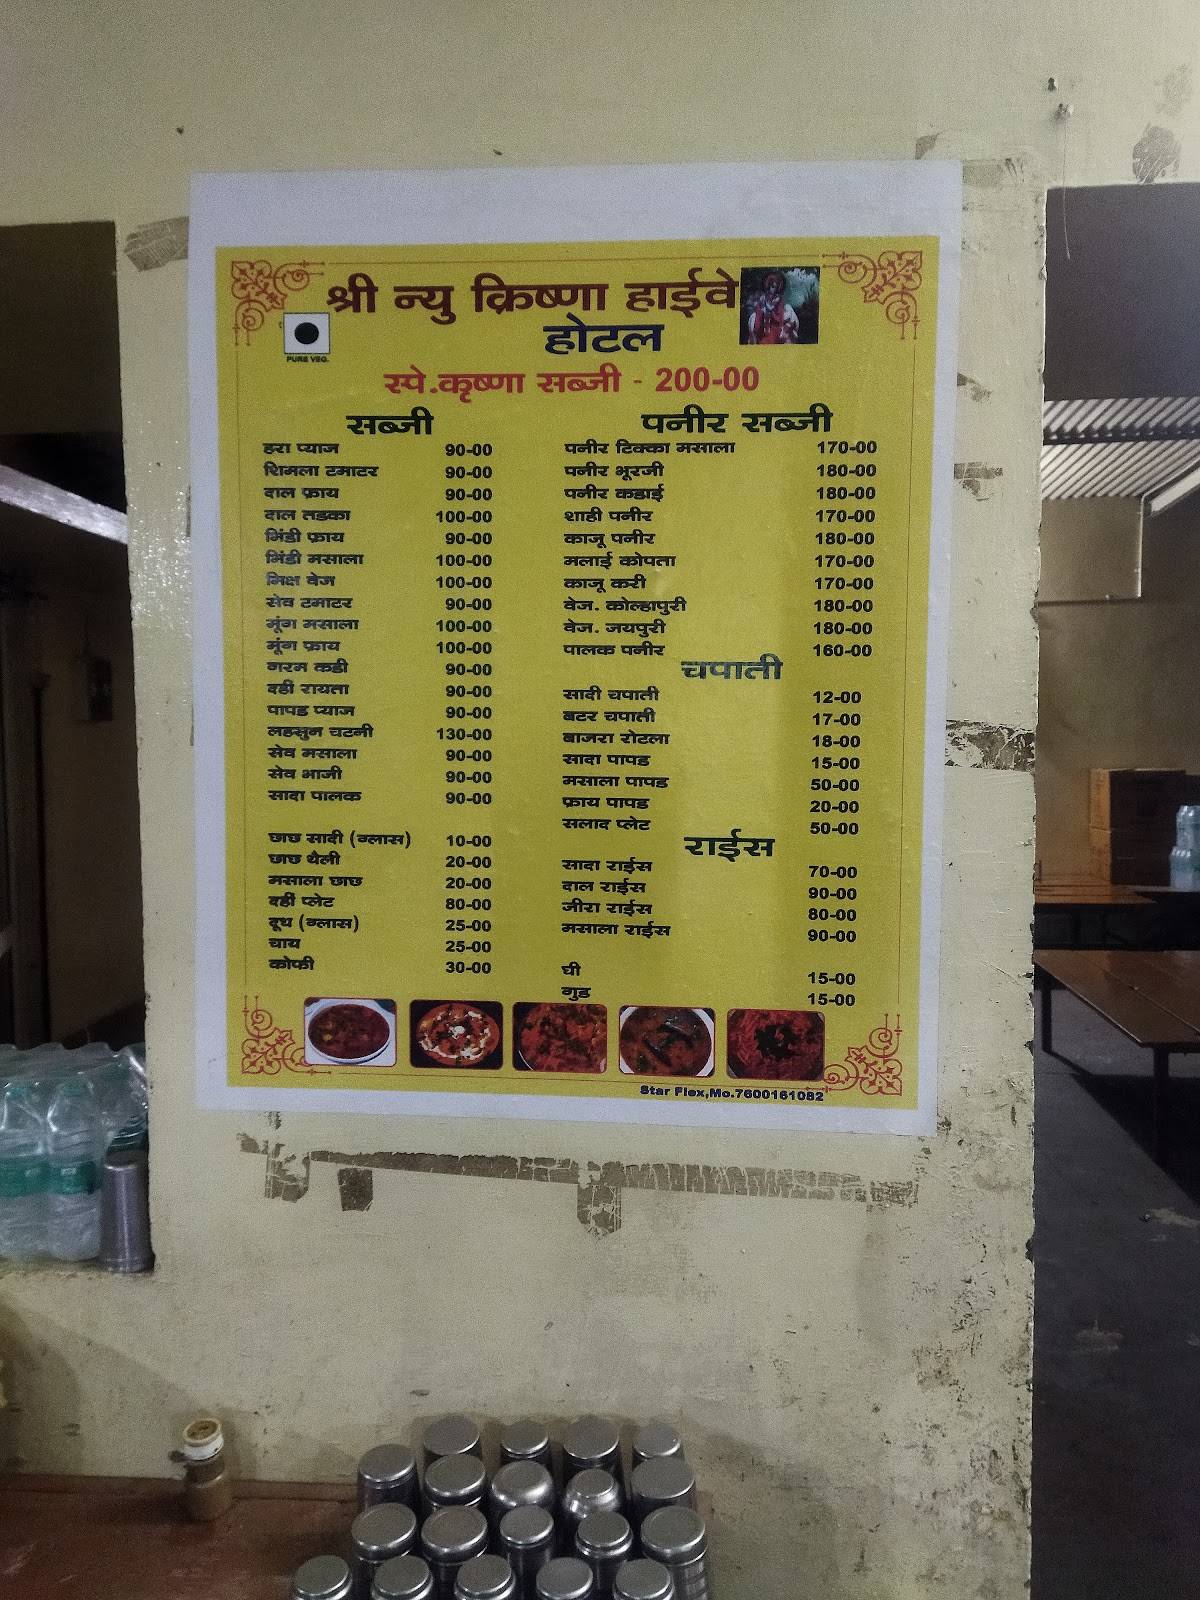 श्री न्यु क्रिष्णा हाईवे
होटल
PURE VEG.
स्पे.कृष्णा सब्जी - 200-00
सब्जी
हरा प्याज 90-00
शिमला टमाटर 90-00
दाल फ्राय 90-00
दाल तडका 100-00
भिंडी फ्राय 90-00
भिंडी मसाला 100-00
मिक्ष वेज 100-00
सेव टमाटर 90-00
मूंग मसाला 100-00
मूंग फ्राय 100-00
गरम कडी 90-00
दहीं रायता 90-00
पापड प्याज 90-00
लहसुन चटनी 130-00
सेव मसाला 90-00
सेव भाजी 90-00
सादा पालक 90-00
छाछ सादी (ग्लास) 10-00
छाछ थैली 20-00
मसाला छाछ 20-00
दहीं प्लेट 80-00
दूध (ग्लास) 25-00
चाय 25-00
कोफी 30-00
पनीर सब्जी
पनीर टिक्का मसाला 170-00
पनीर भूरजी 180-00
पनीर कडाई 180-00
शाही पनीर 170-00
काजू पनीर 180-00
मलाई कोपता 170-00
काजू करी 170-00
वेज. कोल्हापुरी 180-00
वेज. जयपुरी 180-00
पालक पनीर 160-00
चपाती
सादी चपाती 12-00
बटर चपाती 17-00
बाजरा रोटला 18-00
सादा पापड 15-00
मसाला पापड 50-00
फ्राय पापड 20-00
सलाद प्लेट 50-00
राईस
सादा राईस 70-00
दाल राईस 90-00
जीरा राईस 80-00
मसाला राईस 90-00
घी 15-00
गुड 15-00
Star Flex,Mo.7600161082